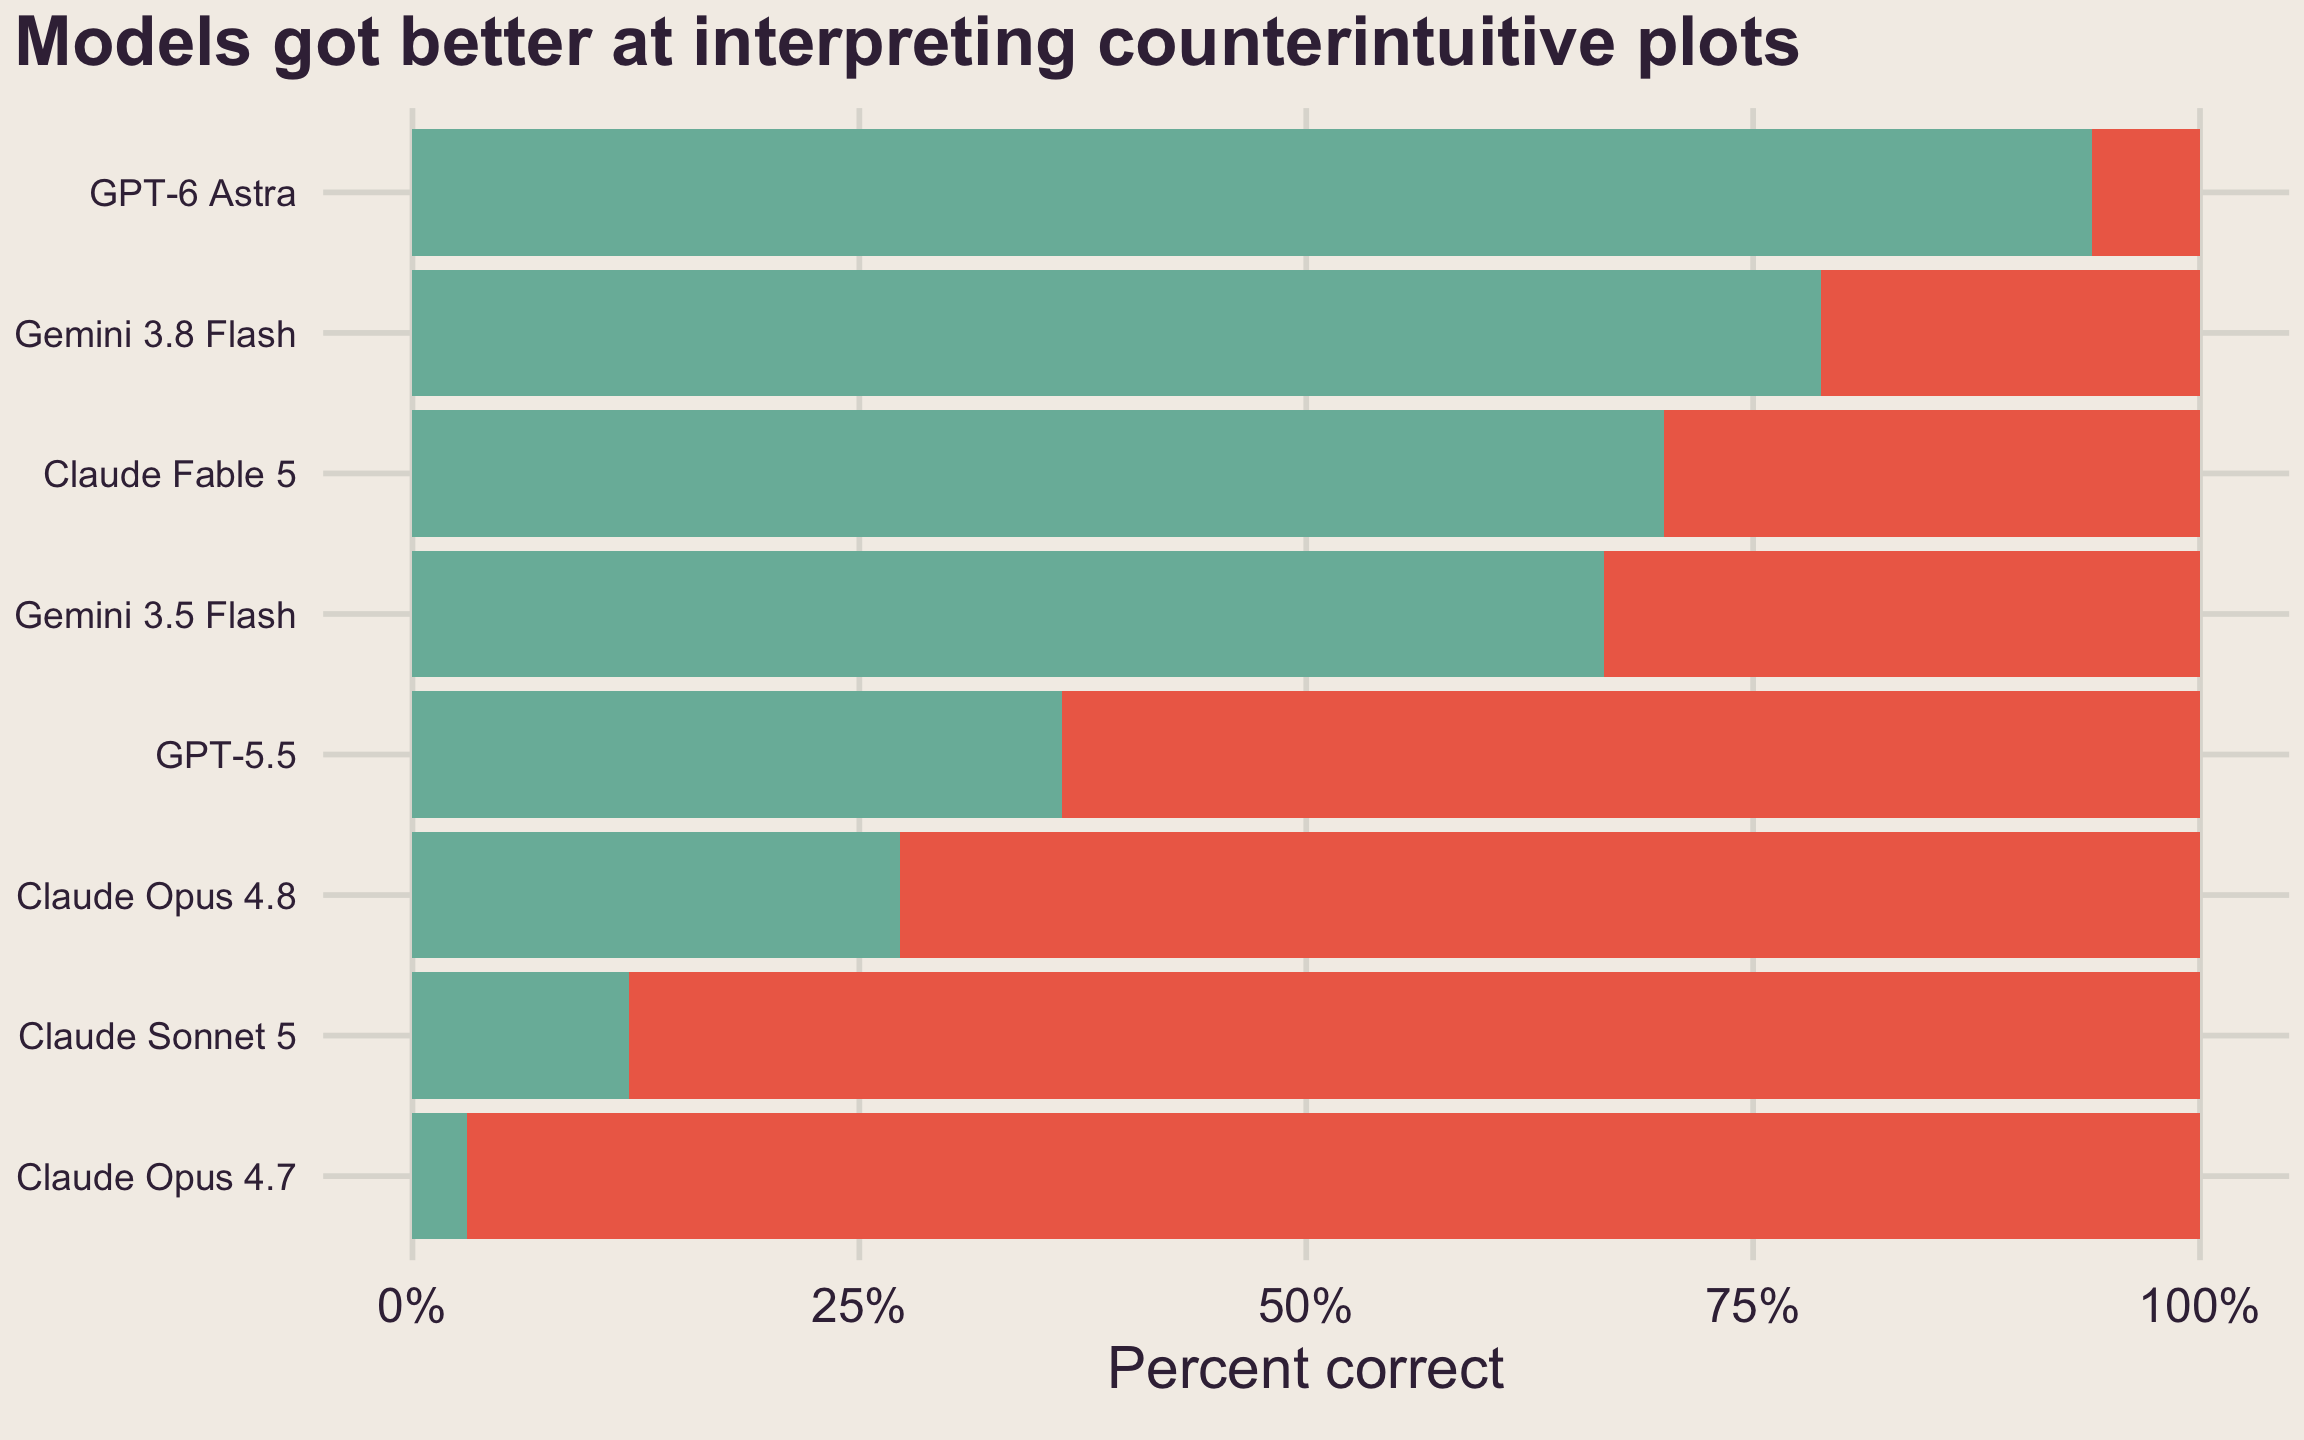 Models got better at interpreting counterintuitive plots
GPT-6 Astra
Gemini 3.8 Flash
Claude Fable 5
Gemini 3.5 Flash
GPT-5.5
Claude Opus 4.8
Claude Sonnet 5
Claude Opus 4.7
0% 25% 50% 75% 100%
Percent correct